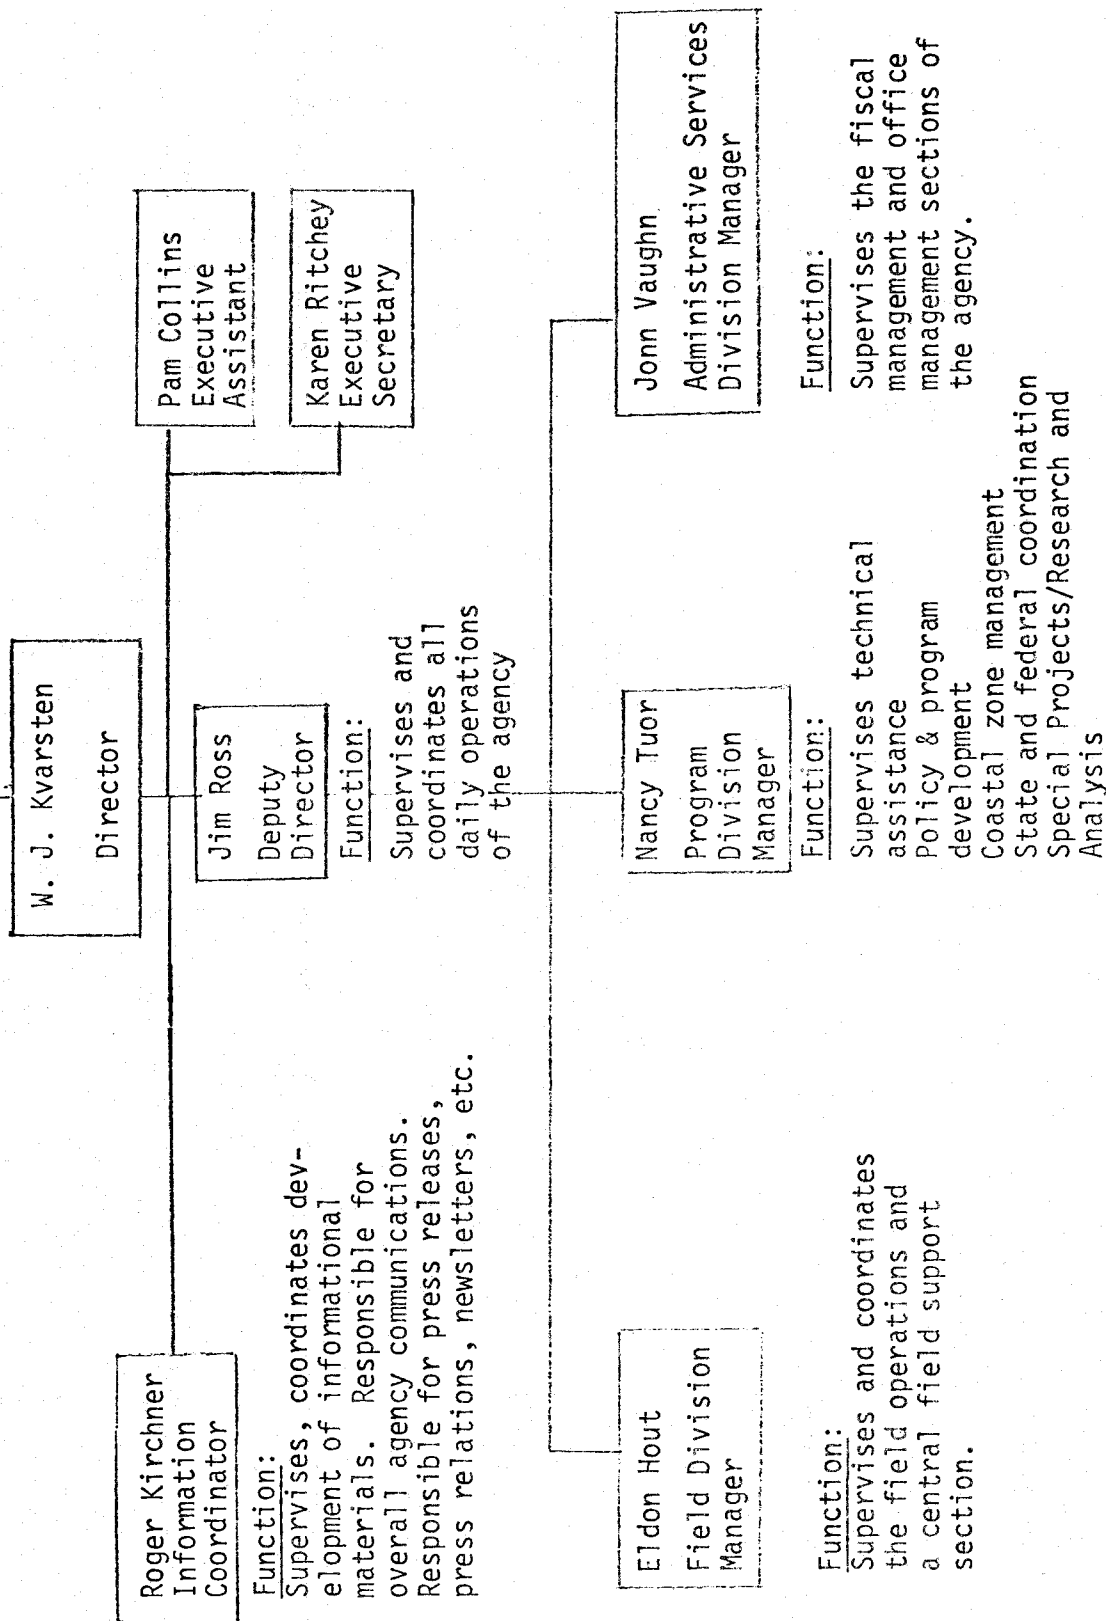 W. J. Kvarsten
Director
Roger Kirchner
Information
Coordinator
Function:
Supervises, coordinates dev-
elopment of informational
materials. Responsible for
overall agency communications.
Responsible for press releases,
press relations, newsletters, etc.
Jim Ross
Deputy
Director
Function:
Supervises and
coordinates all
daily operations
of the agency
Pam Collins
Executive
Assistant
Karen Ritchey
Executive
Secretary
Eldon Hout
Field Division
Manager
Function:
Supervises and coordinates
the field operations and
a central field support
section.
Nancy Tuor
Program
Division
Manager
Function:
Supervises technical
assistance
Policy & program
development
Coastal zone management
State and federal coordination
Special Projects/Research and
Analysis
Jonn Vaughn
Administrative Services
Division Manager
Function:
Supervises the fiscal
management and office
management sections of
the agency.